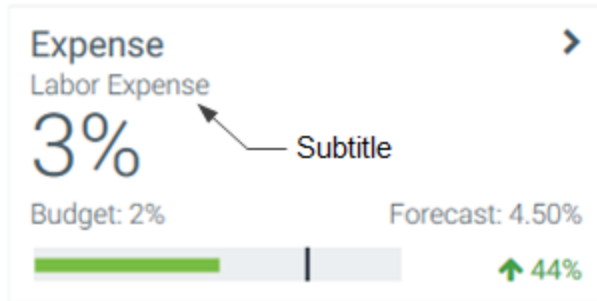 Expense
Labor Expense
3%
Subtitle
Budget: 2%
Forecast: 4.50%
44%